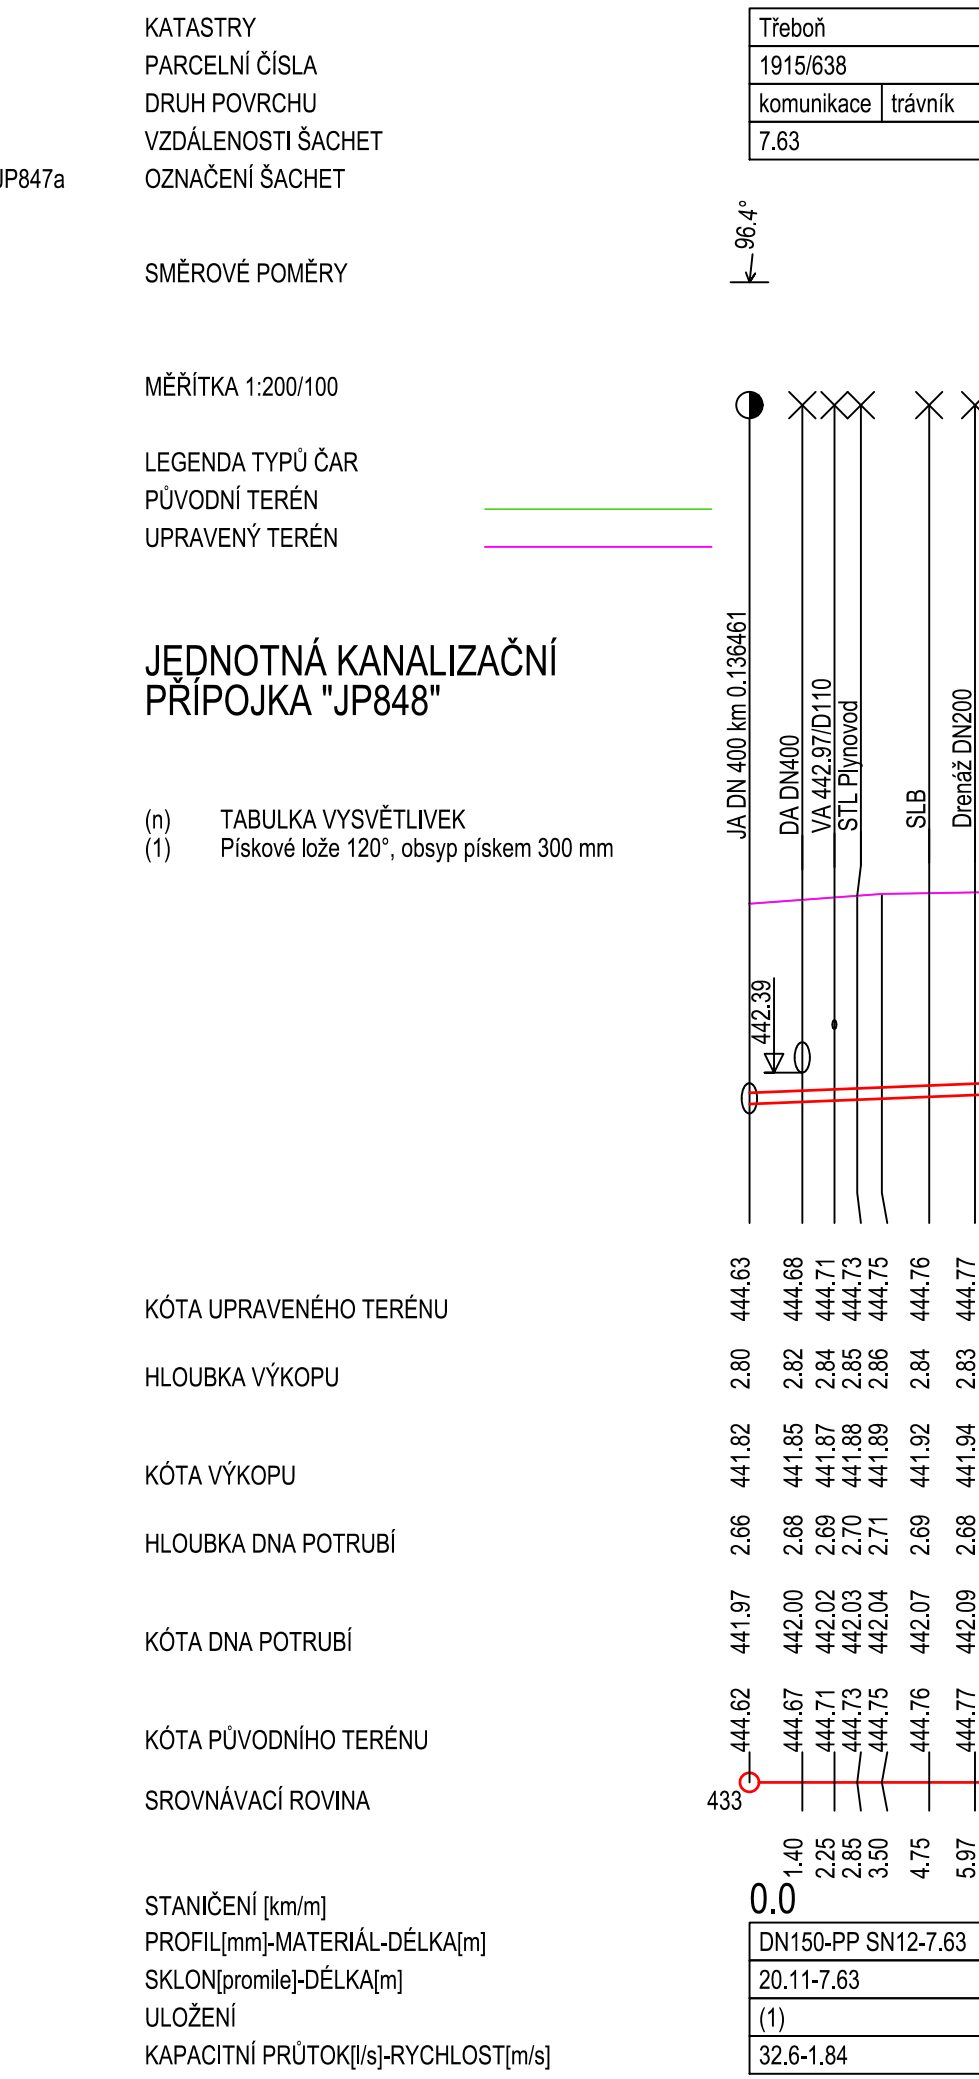 KATASTRY
Třeboň
PARCELNÍ ČÍSLA
1915/638
DRUH POVRCHU
komunikace trávník
VZDÁLENOSTI ŠACHET
7.63
JP847a
OZNAČENÍ ŠACHET
96.4°
SMĚROVÉ POMĚRY
MĚŘÍTKA 1:200/100
LEGENDA TYPŮ ČAR
PŮVODNÍ TERÉN
UPRAVENÝ TERÉN
JEDNOTNÁ KANALIZAČNÍ
PŘÍPOJKA "JP848"
(n) TABULKA VYSVĚTLIVEK
(1) Pískové lože 120°, obsyp pískem 300 mm
JA DN 400 km 0.136461
DA DN400
VA 442.97/D110
STL Plynovod
SLB
Drenáž DN200
442.39
KÓTA UPRAVENÉHO TERÉNU
444.63 444.68 444.71 444.73 444.75 444.76 444.77
HLOUBKA VÝKOPU
2.80 2.82 2.84 2.85 2.86 2.84 2.83
KÓTA VÝKOPU
441.82 441.85 441.87 441.88 441.89 441.92 441.94
HLOUBKA DNA POTRUBÍ
2.66 2.68 2.69 2.70 2.71 2.69 2.68
KÓTA DNA POTRUBÍ
441.97 442.00 442.02 442.03 442.04 442.07 442.09
KÓTA PŮVODNÍHO TERÉNU
444.62 444.67 444.71 444.73 444.75 444.76 444.77
SROVNÁVACÍ ROVINA
433
1.40 2.25 2.85 3.50 4.75 5.97
STANIČENÍ [km/m]
0.0
PROFIL[mm]-MATERIÁL-DÉLKA[m]
DN150-PP SN12-7.63
SKLON[promile]-DÉLKA[m]
20.11-7.63
ULOŽENÍ
(1)
KAPACITNÍ PRŮTOK[l/s]-RYCHLOST[m/s]
32.6-1.84